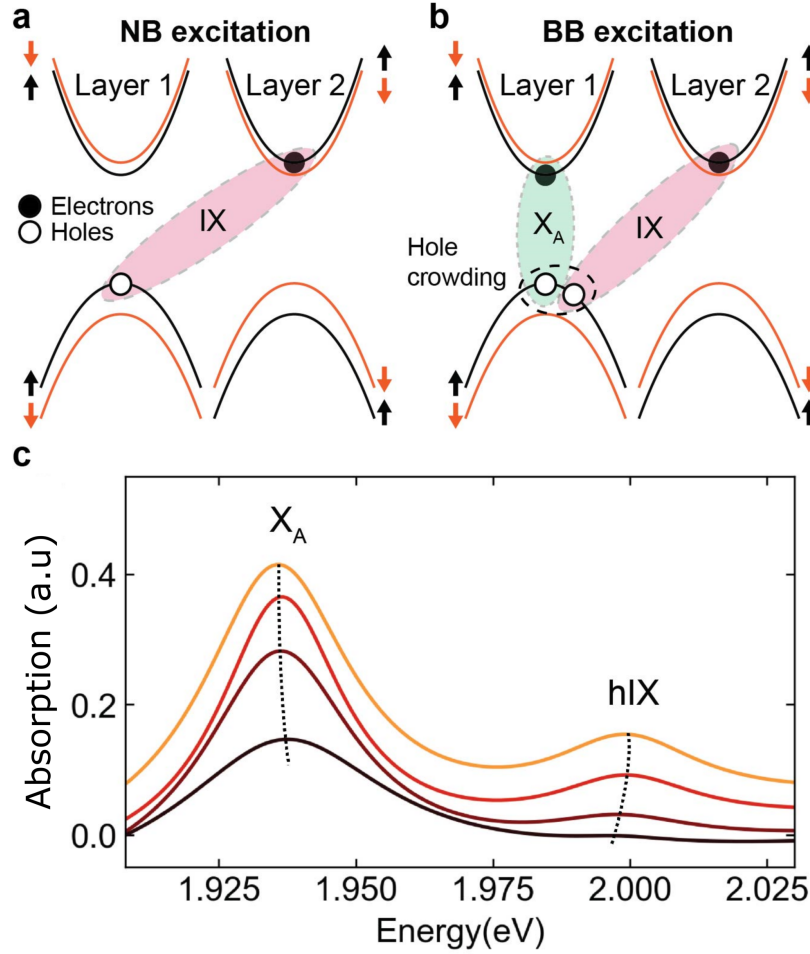 a
NB excitation
Layer 1
Layer 2
IX
Electrons
Holes
b
BB excitation
Layer 1
Layer 2
X_A
IX
Hole
crowding
c
X_A
hIX
Absorption (a.u)
0.4
0.2
0.0
1.925 1.950 1.975 2.000 2.025
Energy(eV)